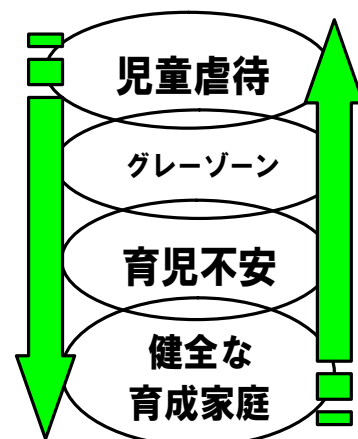 児童虐待
グレーゾーン
育児不安
健全な
育成家庭